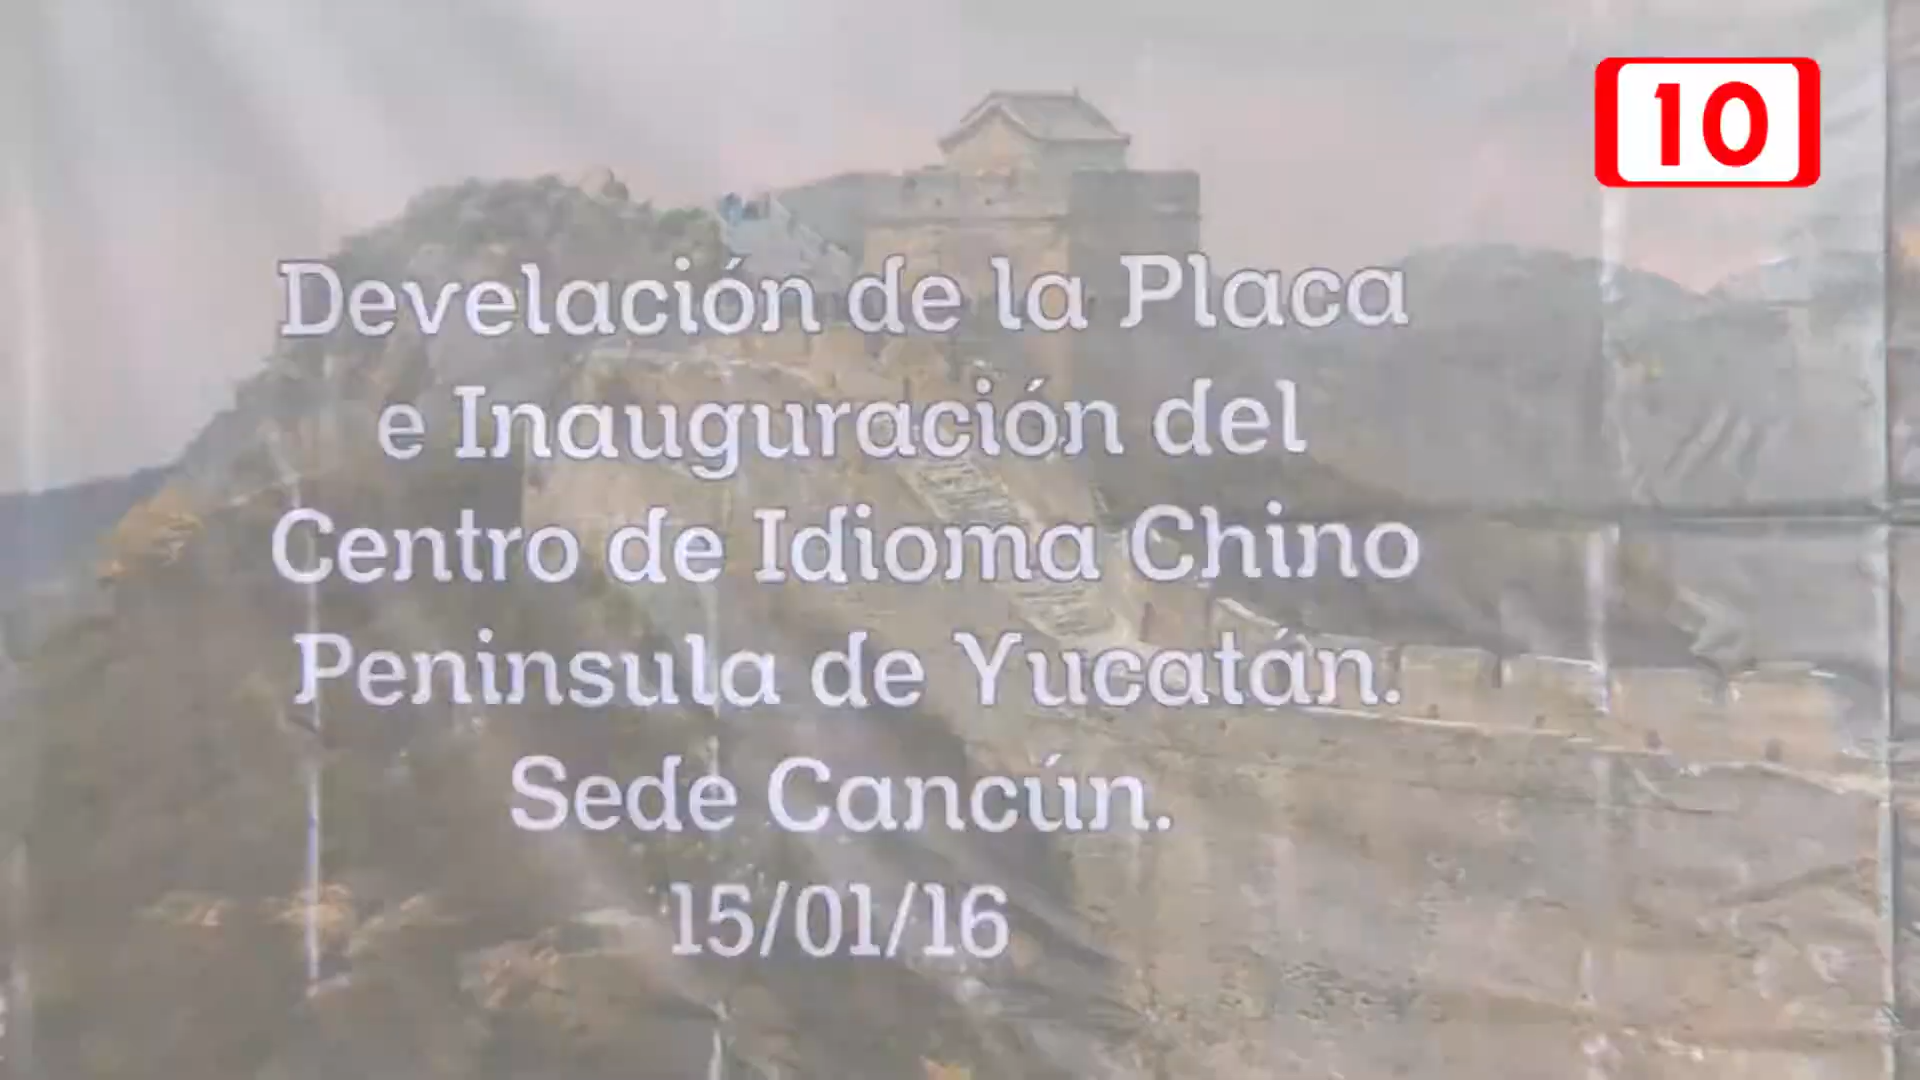 10
Develación de la Placa
e Inauguración del
Centro de Idioma Chino
Peninsula de Yucatán.
Sede Cancún.
15/01/16